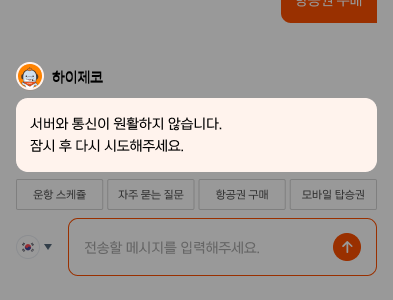 항공권 구매
하이제코
서버와 통신이 원활하지 않습니다.
잠시 후 다시 시도해주세요.
운항 스케쥴
자주 묻는 질문
항공권 구매
모바일 탑승권
전송할 메시지를 입력해주세요.